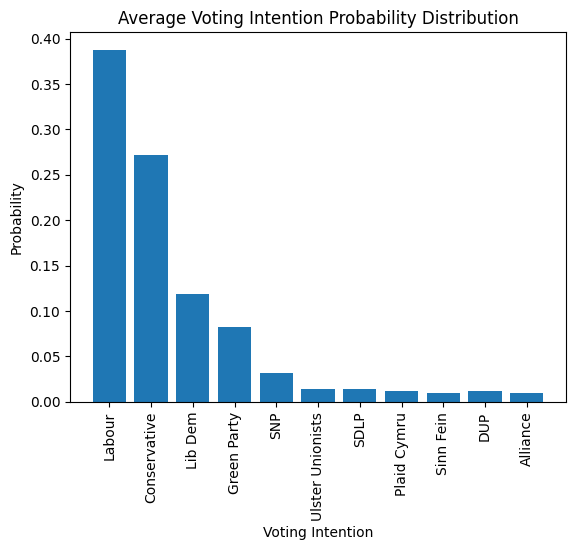 Average Voting Intention Probability Distribution
0.40
0.35
0.30
0.25
0.20
0.15
0.10
0.05
0.00
Probability
Labour
Conservative
Lib Dem
Green Party
SNP
Ulster Unionists
SDLP
Plaid Cymru
Sinn Fein
DUP
Alliance
Voting Intention